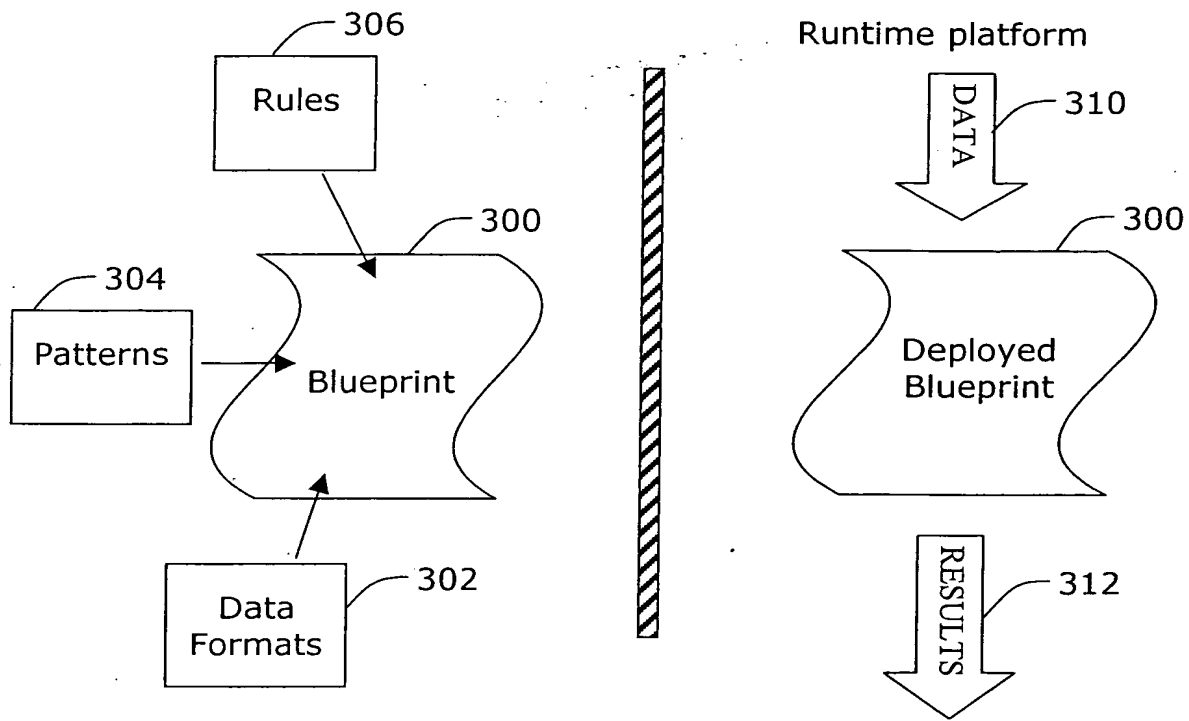 306
Rules
300
304
Patterns
Blueprint
302
Data
Formats
Runtime platform
DATA
310
300
Deployed
Blueprint
RESULTS
312